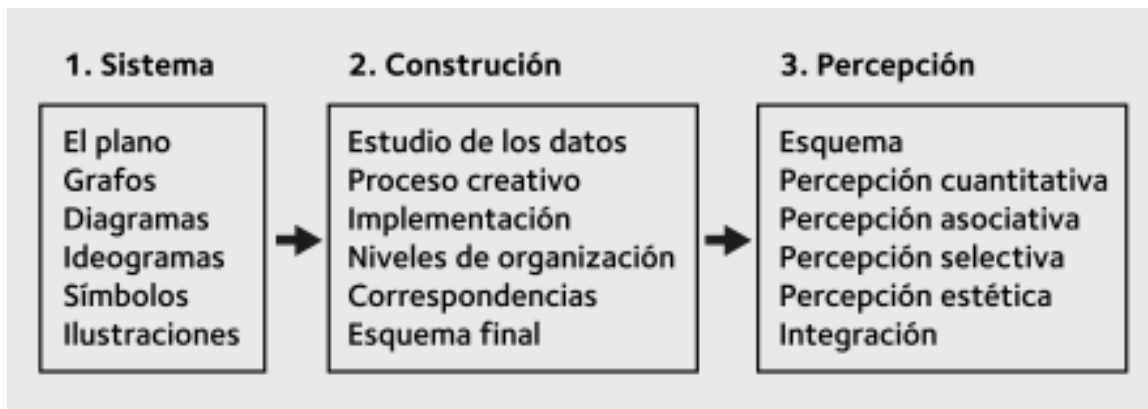 1. Sistema
El plano
Grafos
Diagramas
Ideogramas
Símbolos
Ilustraciones
2. Construción
Estudio de los datos
Proceso creativo
Implementación
Niveles de organización
Correspondencias
Esquema final
3. Percepción
Esquema
Percepción cuantitativa
Percepción asociativa
Percepción selectiva
Percepción estética
Integración